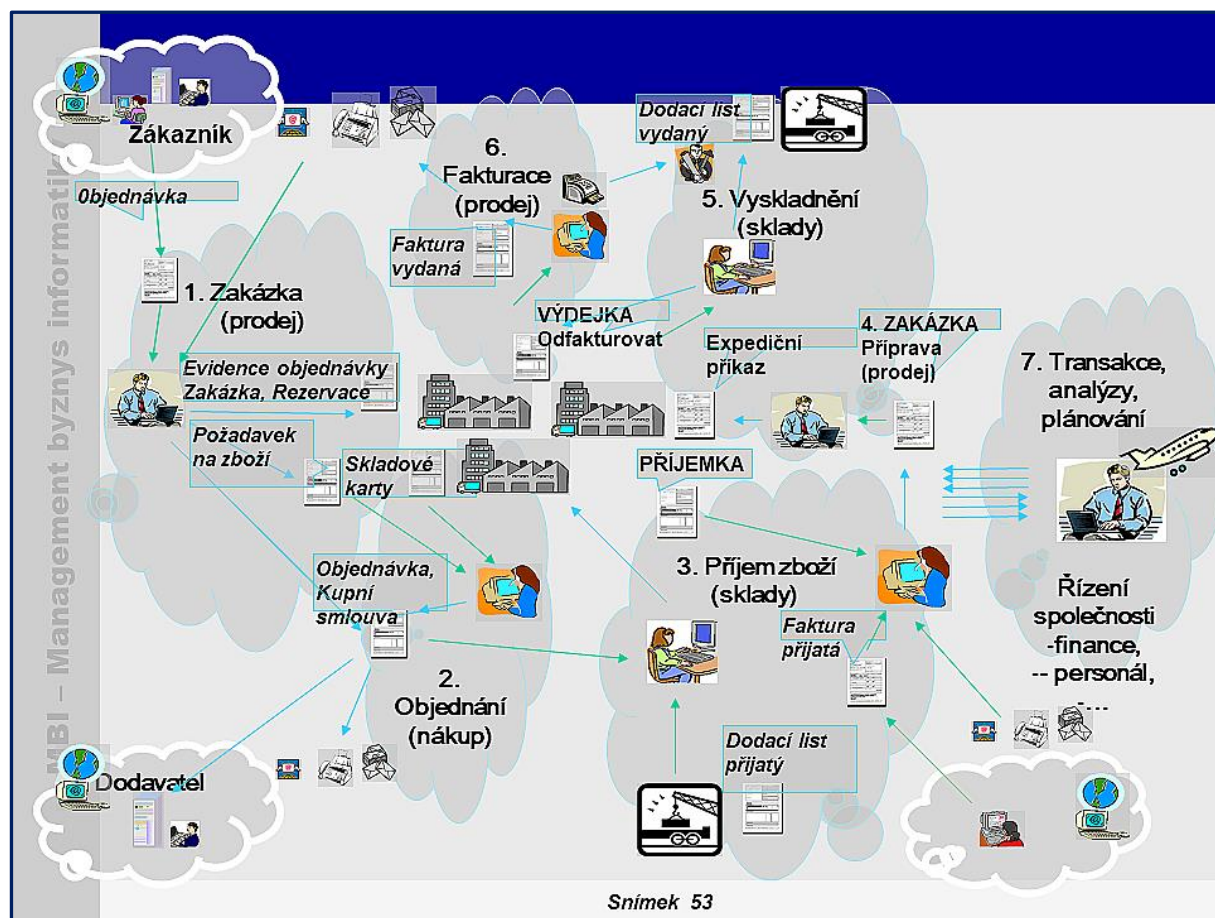 MBI – Management byznys informatik
Zákazník
Objednávka
1. Zakázka
(prodej)
Evidence objednávky
Zakázka, Rezervace
Požadavek
na zboží
Skladové
karty
Objednávka,
Kupní
smlouva
2.
Objednání
(nákup)
Dodavatel
6.
Fakturace
(prodej)
Faktura
vydaná
Dodací list
vydaný
5. Vyskladnění
(sklady)
VÝDEJKA
Odfakturovat
Expediční
příkaz
4. ZAKÁZKA
Příprava
(prodej)
PŘÍJEMKA
3. Příjem zboží
(sklady)
Faktura
přijatá
Dodací list
přijatý
7. Transakce,
analýzy,
plánování
Řízení
společnosti
-finance,
-- personál,
-...
Snímek 53